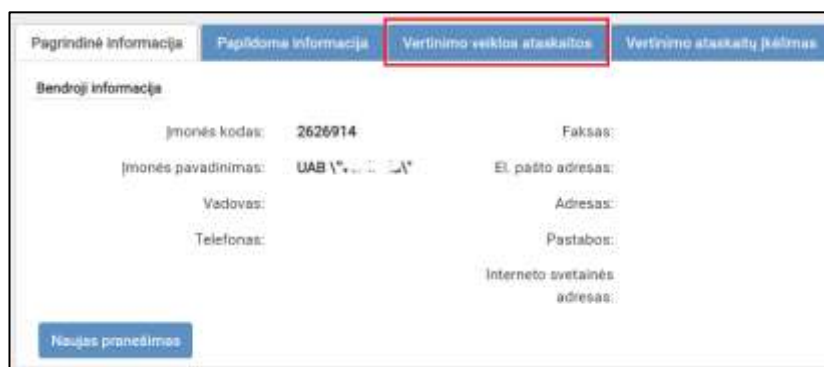 Pagrindinė informacija Papildoma informacija Vertinimo veiklos ataskaitos Vertinimo ataskaitų įkėlimas
Bendroji informacija
Įmonės kodas: 2626914 Faksas:
Įmonės pavadinimas: UAB \" \" El. pašto adresas:
Vadovas: Adresas:
Telefonas: Pastabos:
Interneto svetainės
adresas:
Naujas pranešimas